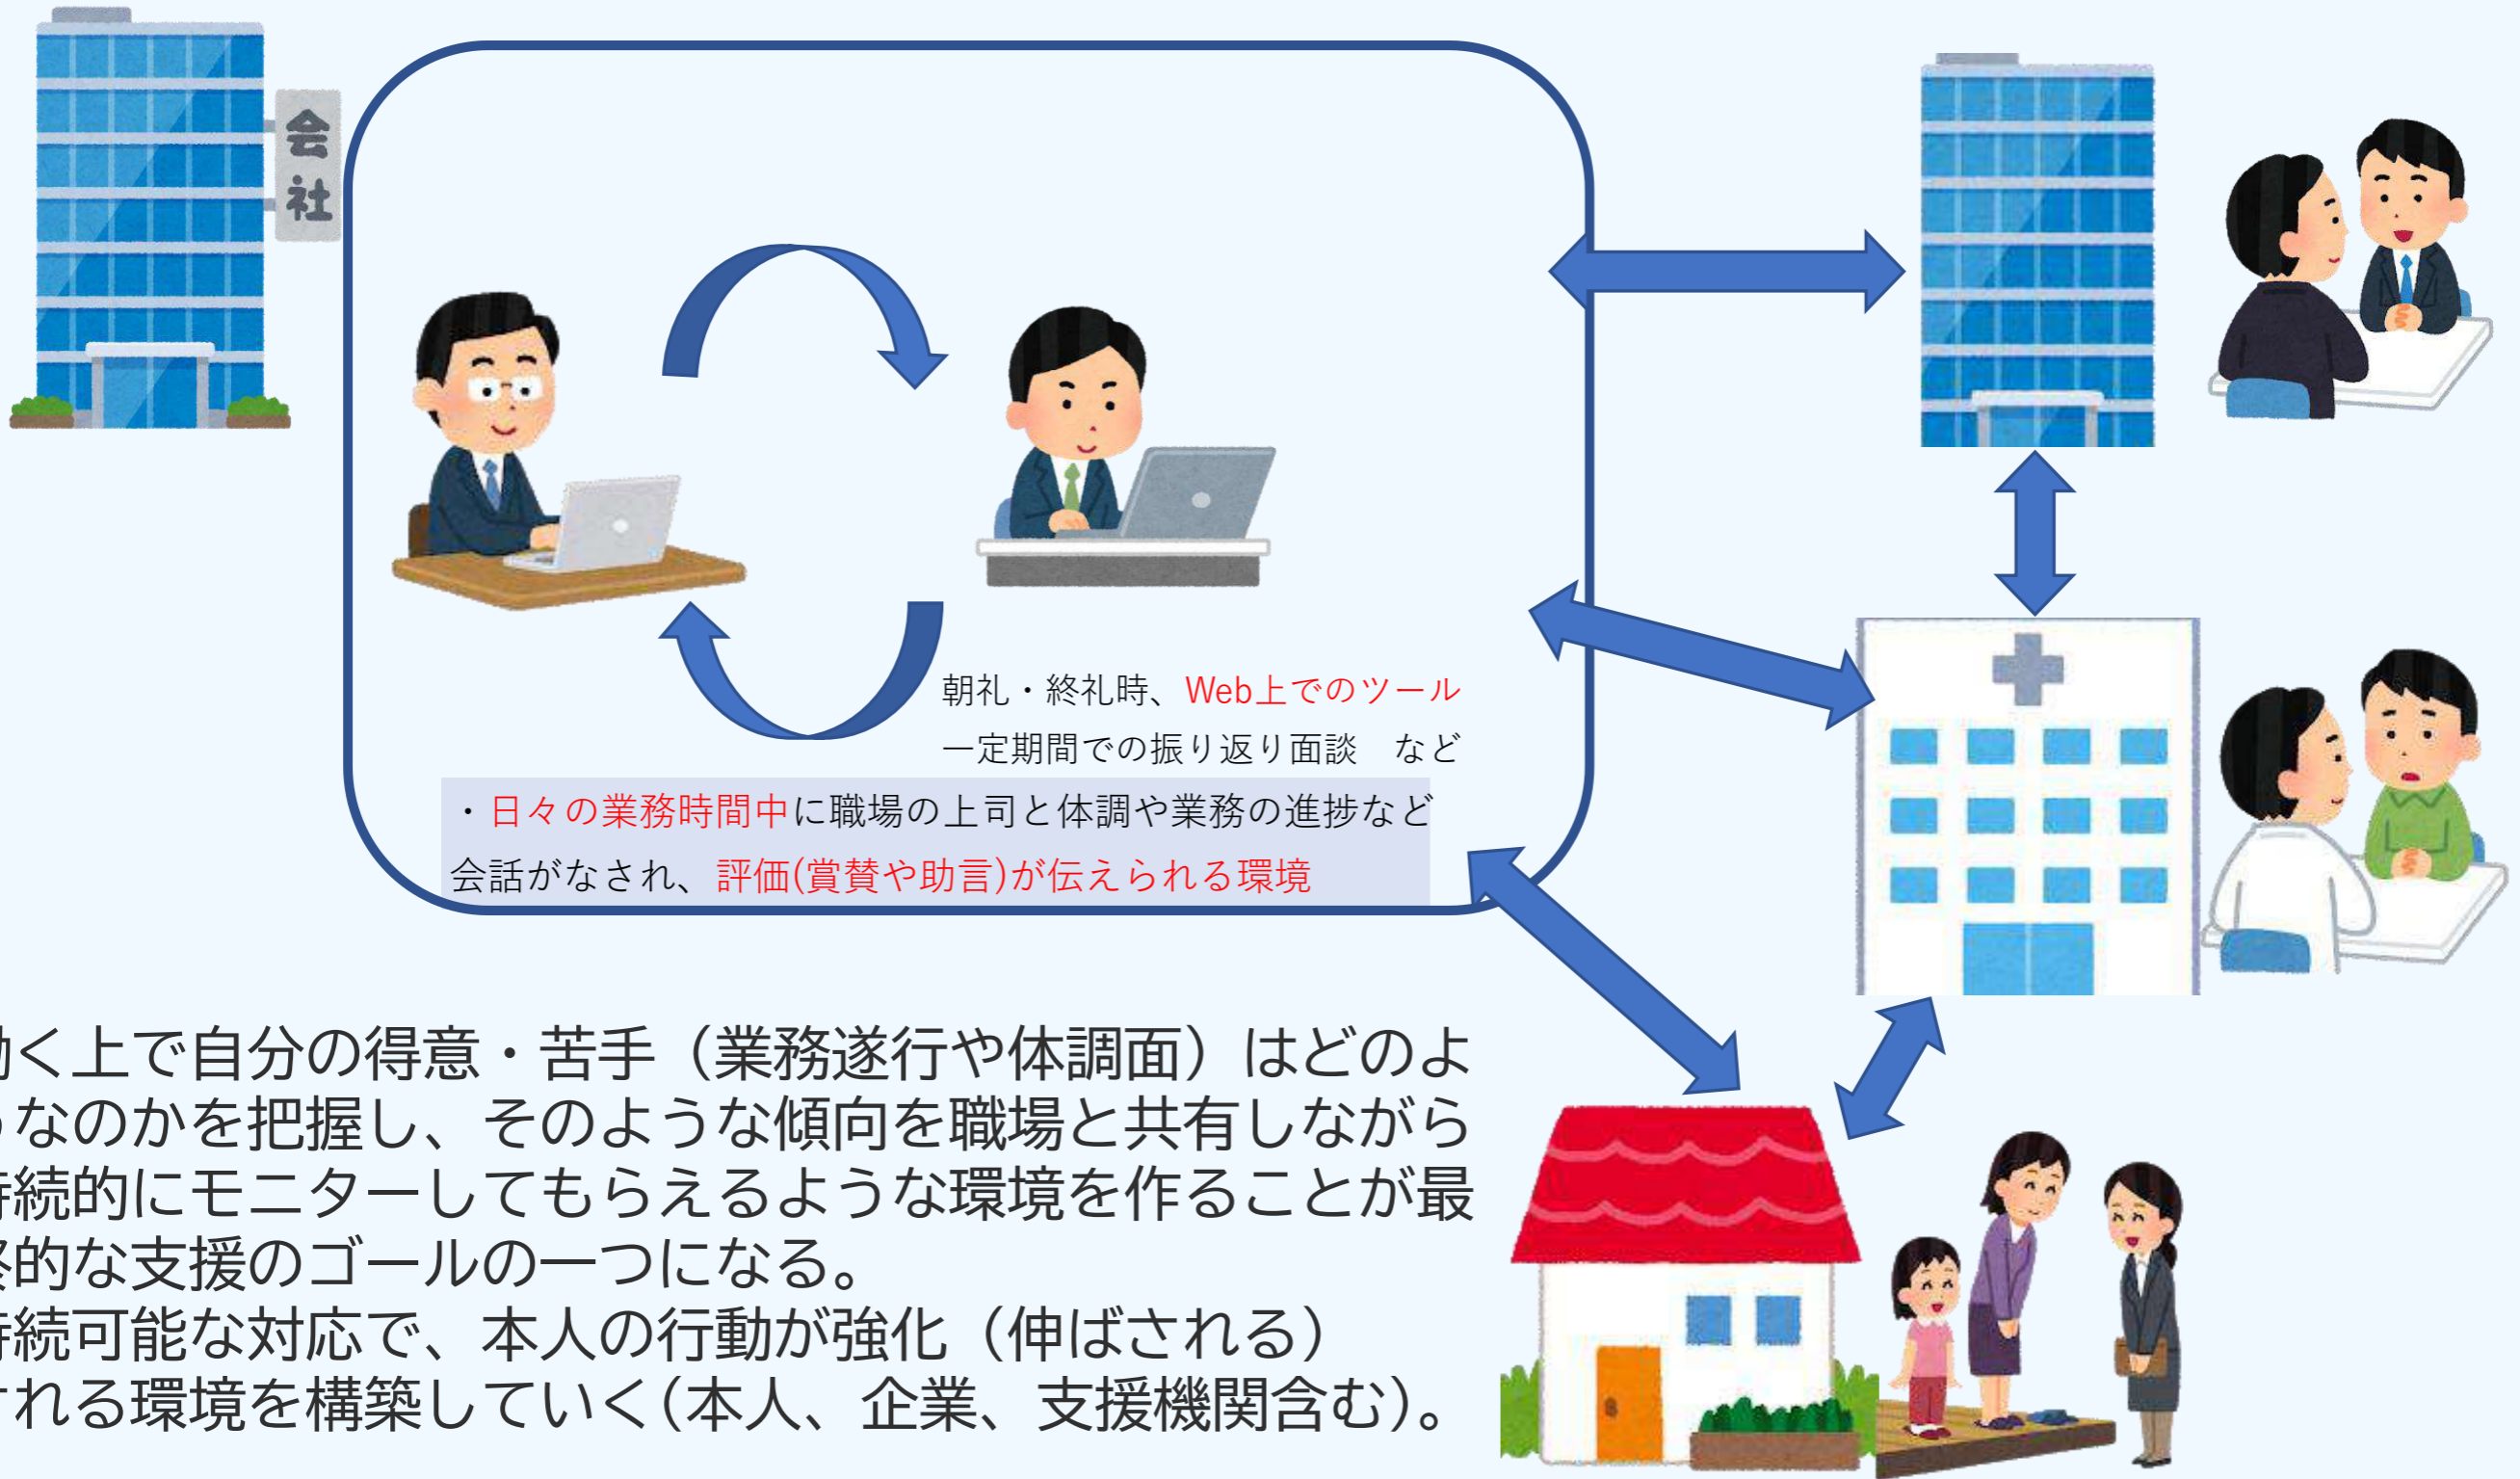 会社
朝礼・終礼時、Web上でのツール
一定期間での振り返り面談　など
・日々の業務時間中に職場の上司と体調や業務の進捗など
会話がなされ、評価(賞賛や助言)が伝えられる環境
働く上で自分の得意・苦手（業務遂行や体調面）はどのよ
うなのかを把握し、そのような傾向を職場と共有しながら
持続的にモニターしてもらえるような環境を作ることが最
終的な支援のゴールの一つになる。
持続可能な対応で、本人の行動が強化（伸ばされる）
される環境を構築していく(本人、企業、支援機関含む)。